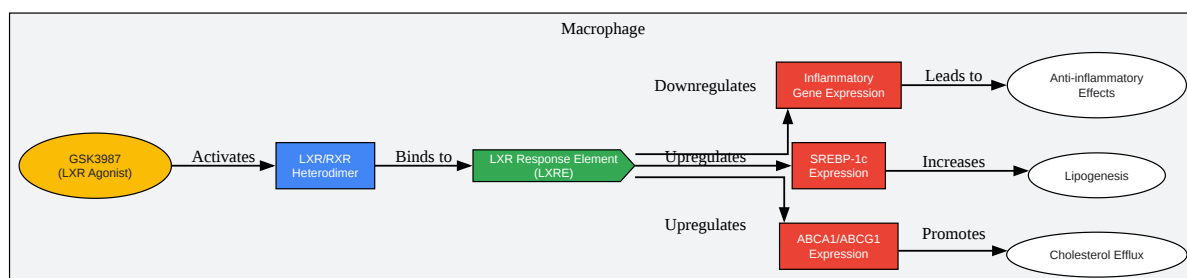 Macrophage
GSK3987
(LXR Agonist)
Activates
LXR/RXR
Heterodimer
Binds to
LXR Response Element
(LXRE)
Downregulates
Inflammatory
Gene Expression
Leads to
Anti-inflammatory
Effects
Upregulates
SREBP-1c
Expression
Increases
Lipogenesis
Upregulates
ABCA1/ABCG1
Expression
Promotes
Cholesterol Efflux